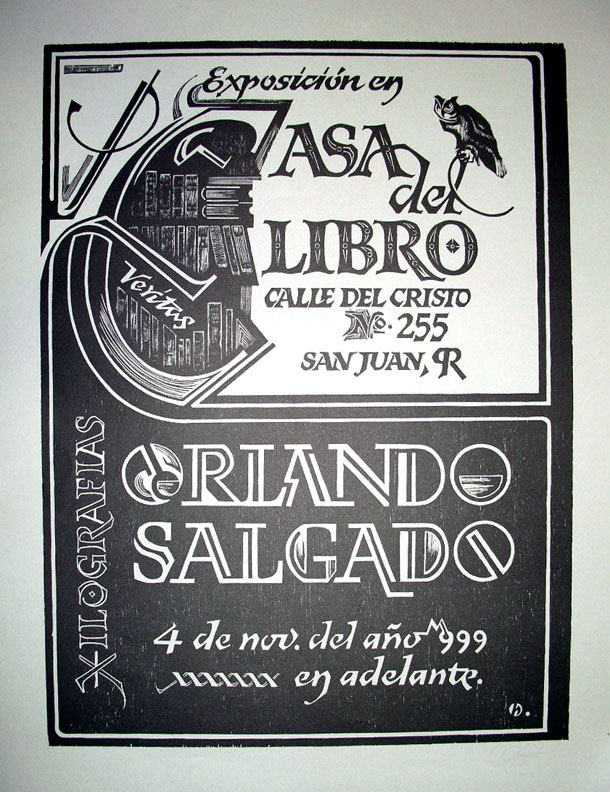 Exposición en
CASA
del
LIBRO
CALLE DEL CRISTO
No. 255
SAN JUAN, PR
Veritas
XILOGRAFIAS
ORLANDO
SALGADO
4 de nov. del año M999
en adelante.